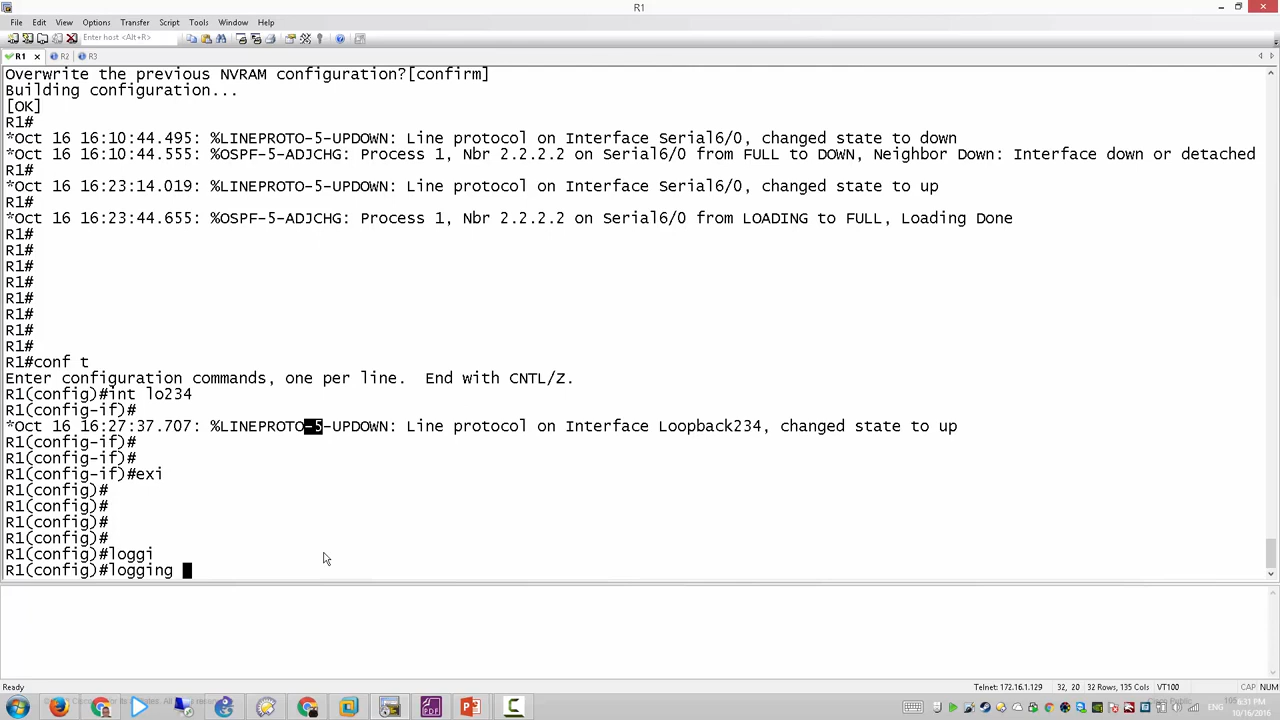 R1
File Edit View Options Transfer Script Tools Window Help
Enter host <Alt+R>
R1 R2 R3
Overwrite the previous NVRAM configuration?[confirm]
Building configuration...
[OK]
R1#
*Oct 16 16:10:44.495: %LINEPROTO-5-UPDOWN: Line protocol on Interface Serial6/0, changed state to down
*Oct 16 16:10:44.555: %OSPF-5-ADJCHG: Process 1, Nbr 2.2.2.2 on Serial6/0 from FULL to DOWN, Neighbor Down: Interface down or detached
R1#
*Oct 16 16:23:14.019: %LINEPROTO-5-UPDOWN: Line protocol on Interface Serial6/0, changed state to up
R1#
*Oct 16 16:23:44.655: %OSPF-5-ADJCHG: Process 1, Nbr 2.2.2.2 on Serial6/0 from LOADING to FULL, Loading Done
R1#
R1#
R1#
R1#
R1#
R1#
R1#
R1#
R1#conf t
Enter configuration commands, one per line.  End with CNTL/Z.
R1(config)#int lo234
R1(config-if)#
*Oct 16 16:27:37.707: %LINEPROTO-5-UPDOWN: Line protocol on Interface Loopback234, changed state to up
R1(config-if)#
R1(config-if)#
R1(config-if)#exi
R1(config)#
R1(config)#
R1(config)#
R1(config)#
R1(config)#loggi
R1(config)#logging
Ready Telnet: 172.16.1.129 32, 20 32 Rows, 135 Cols VT100 CAP NUM
PDF
ENG 6:31 PM
10/16/2016